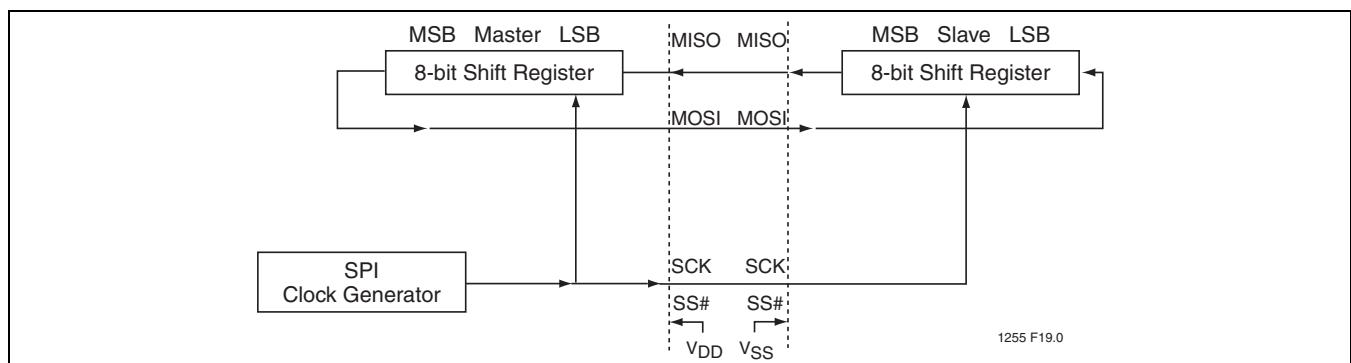 MSB Master LSB
MISO MISO
MSB Slave LSB
8-bit Shift Register
8-bit Shift Register
MOSI MOSI
SPI
Clock Generator
SCK SCK
SS# SS#
VDD VSS
1255 F19.0